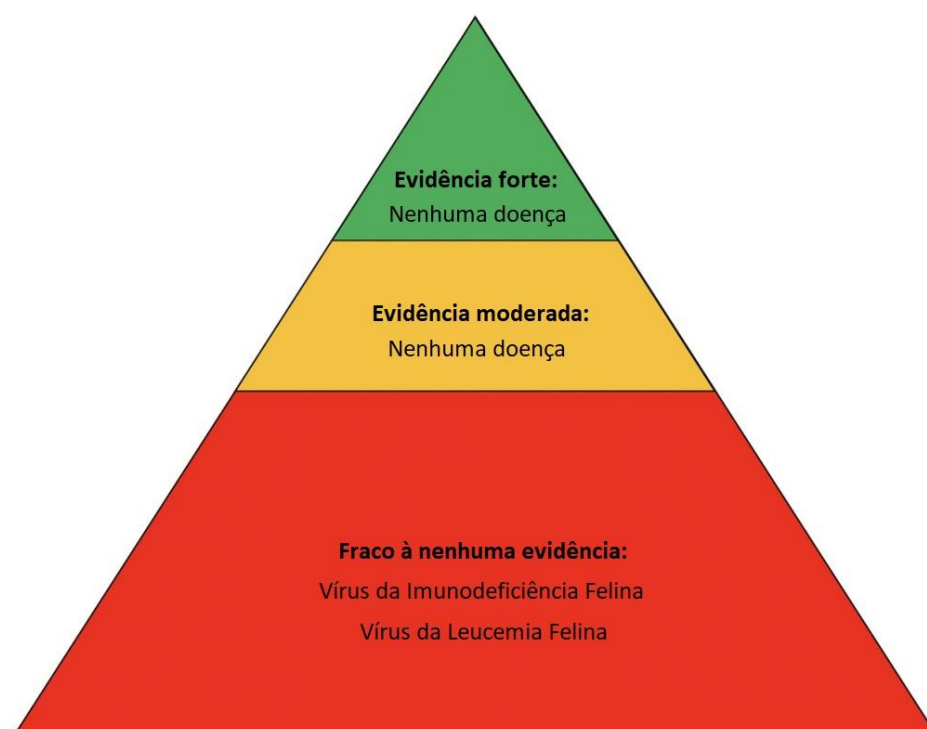 Evidência forte:
Nenhuma doença
Evidência moderada:
Nenhuma doença
Fraco à nenhuma evidência:
Vírus da Imunodeficiência Felina
Vírus da Leucemia Felina